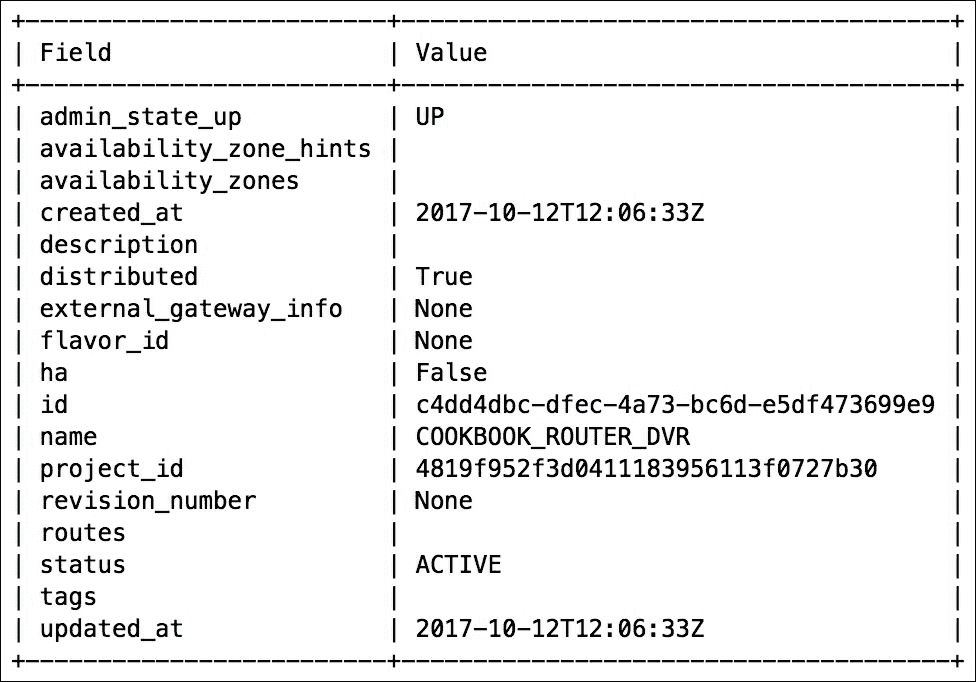 +-------------------------+--------------------------------------+
| Field                   | Value                                |
+-------------------------+--------------------------------------+
| admin_state_up          | UP                                   |
| availability_zone_hints |                                      |
| availability_zones      |                                      |
| created_at              | 2017-10-12T12:06:33Z                 |
| description             |                                      |
| distributed             | True                                 |
| external_gateway_info   | None                                 |
| flavor_id               | None                                 |
| ha                      | False                                |
| id                      | c4dd4dbc-dfec-4a73-bc6d-e5df473699e9 |
| name                    | COOKBOOK_ROUTER_DVR                  |
| project_id              | 4819f952f3d0411183956113f0727b30     |
| revision_number         | None                                 |
| routes                  |                                      |
| status                  | ACTIVE                               |
| tags                    |                                      |
| updated_at              | 2017-10-12T12:06:33Z                 |
+-------------------------+--------------------------------------+